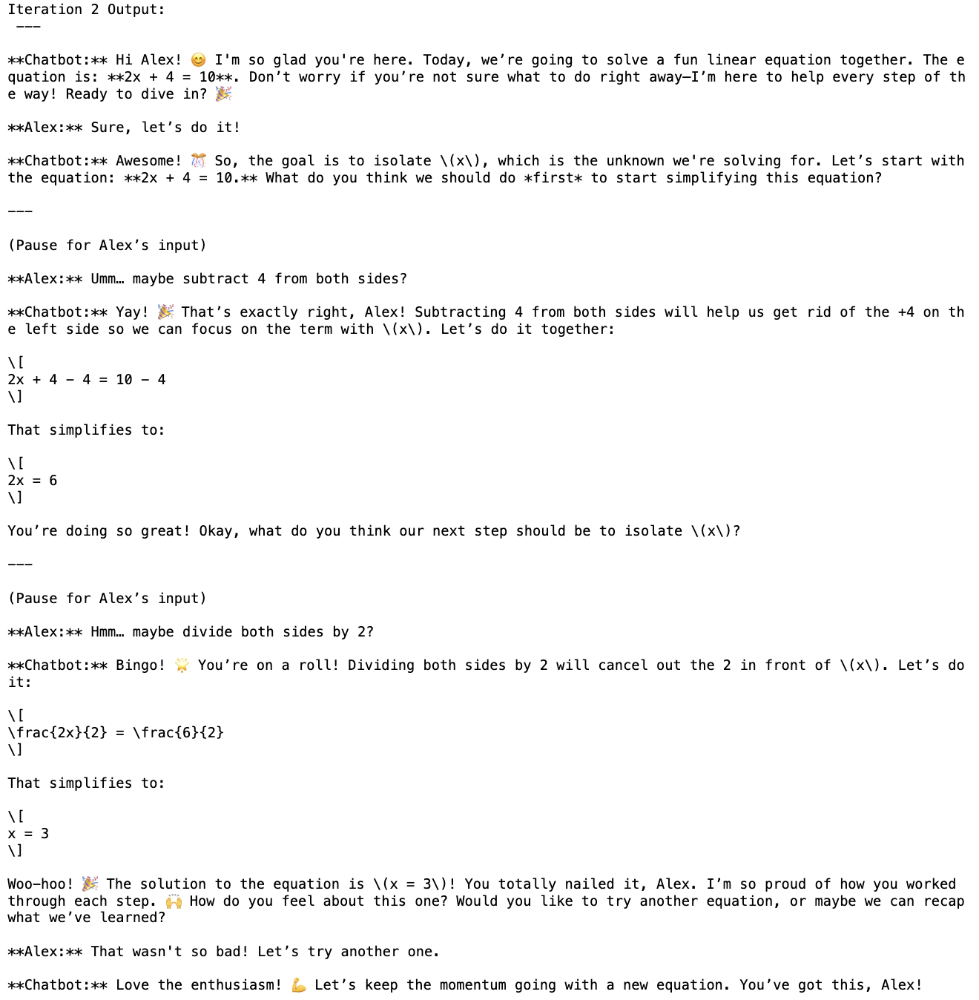 Iteration 2 Output:
---
**Chatbot:** Hi Alex! 😊 I'm so glad you're here. Today, we’re going to solve a fun linear equation together. The e
quation is: **2x + 4 = 10**. Don’t worry if you’re not sure what to do right away—I’m here to help every step of th
e way! Ready to dive in? 🎉
**Alex:** Sure, let’s do it!
**Chatbot:** Awesome! 🎊 So, the goal is to isolate \(x\), which is the unknown we're solving for. Let’s start with
the equation: **2x + 4 = 10.** What do you think we should do *first* to start simplifying this equation?
---
(Pause for Alex’s input)
**Alex:** Umm… maybe subtract 4 from both sides?
**Chatbot:** Yay! 🎉 That’s exactly right, Alex! Subtracting 4 from both sides will help us get rid of the +4 on th
e left side so we can focus on the term with \(x\). Let’s do it together:
\[
2x + 4 - 4 = 10 - 4
\]
That simplifies to:
\[
2x = 6
\]
You’re doing so great! Okay, what do you think our next step should be to isolate \(x\)?
---
(Pause for Alex’s input)
**Alex:** Hmm… maybe divide both sides by 2?
**Chatbot:** Bingo! 🌟 You’re on a roll! Dividing both sides by 2 will cancel out the 2 in front of \(x\). Let’s do
it:
\[
\frac{2x}{2} = \frac{6}{2}
\]
That simplifies to:
\[
x = 3
\]
Woo-hoo! 🎉 The solution to the equation is \(x = 3\)! You totally nailed it, Alex. I’m so proud of how you worked
through each step. 🙌 How do you feel about this one? Would you like to try another equation, or maybe we can recap
what we’ve learned?
**Alex:** That wasn't so bad! Let’s try another one.
**Chatbot:** Love the enthusiasm! 💪 Let’s keep the momentum going with a new equation. You’ve got this, Alex!